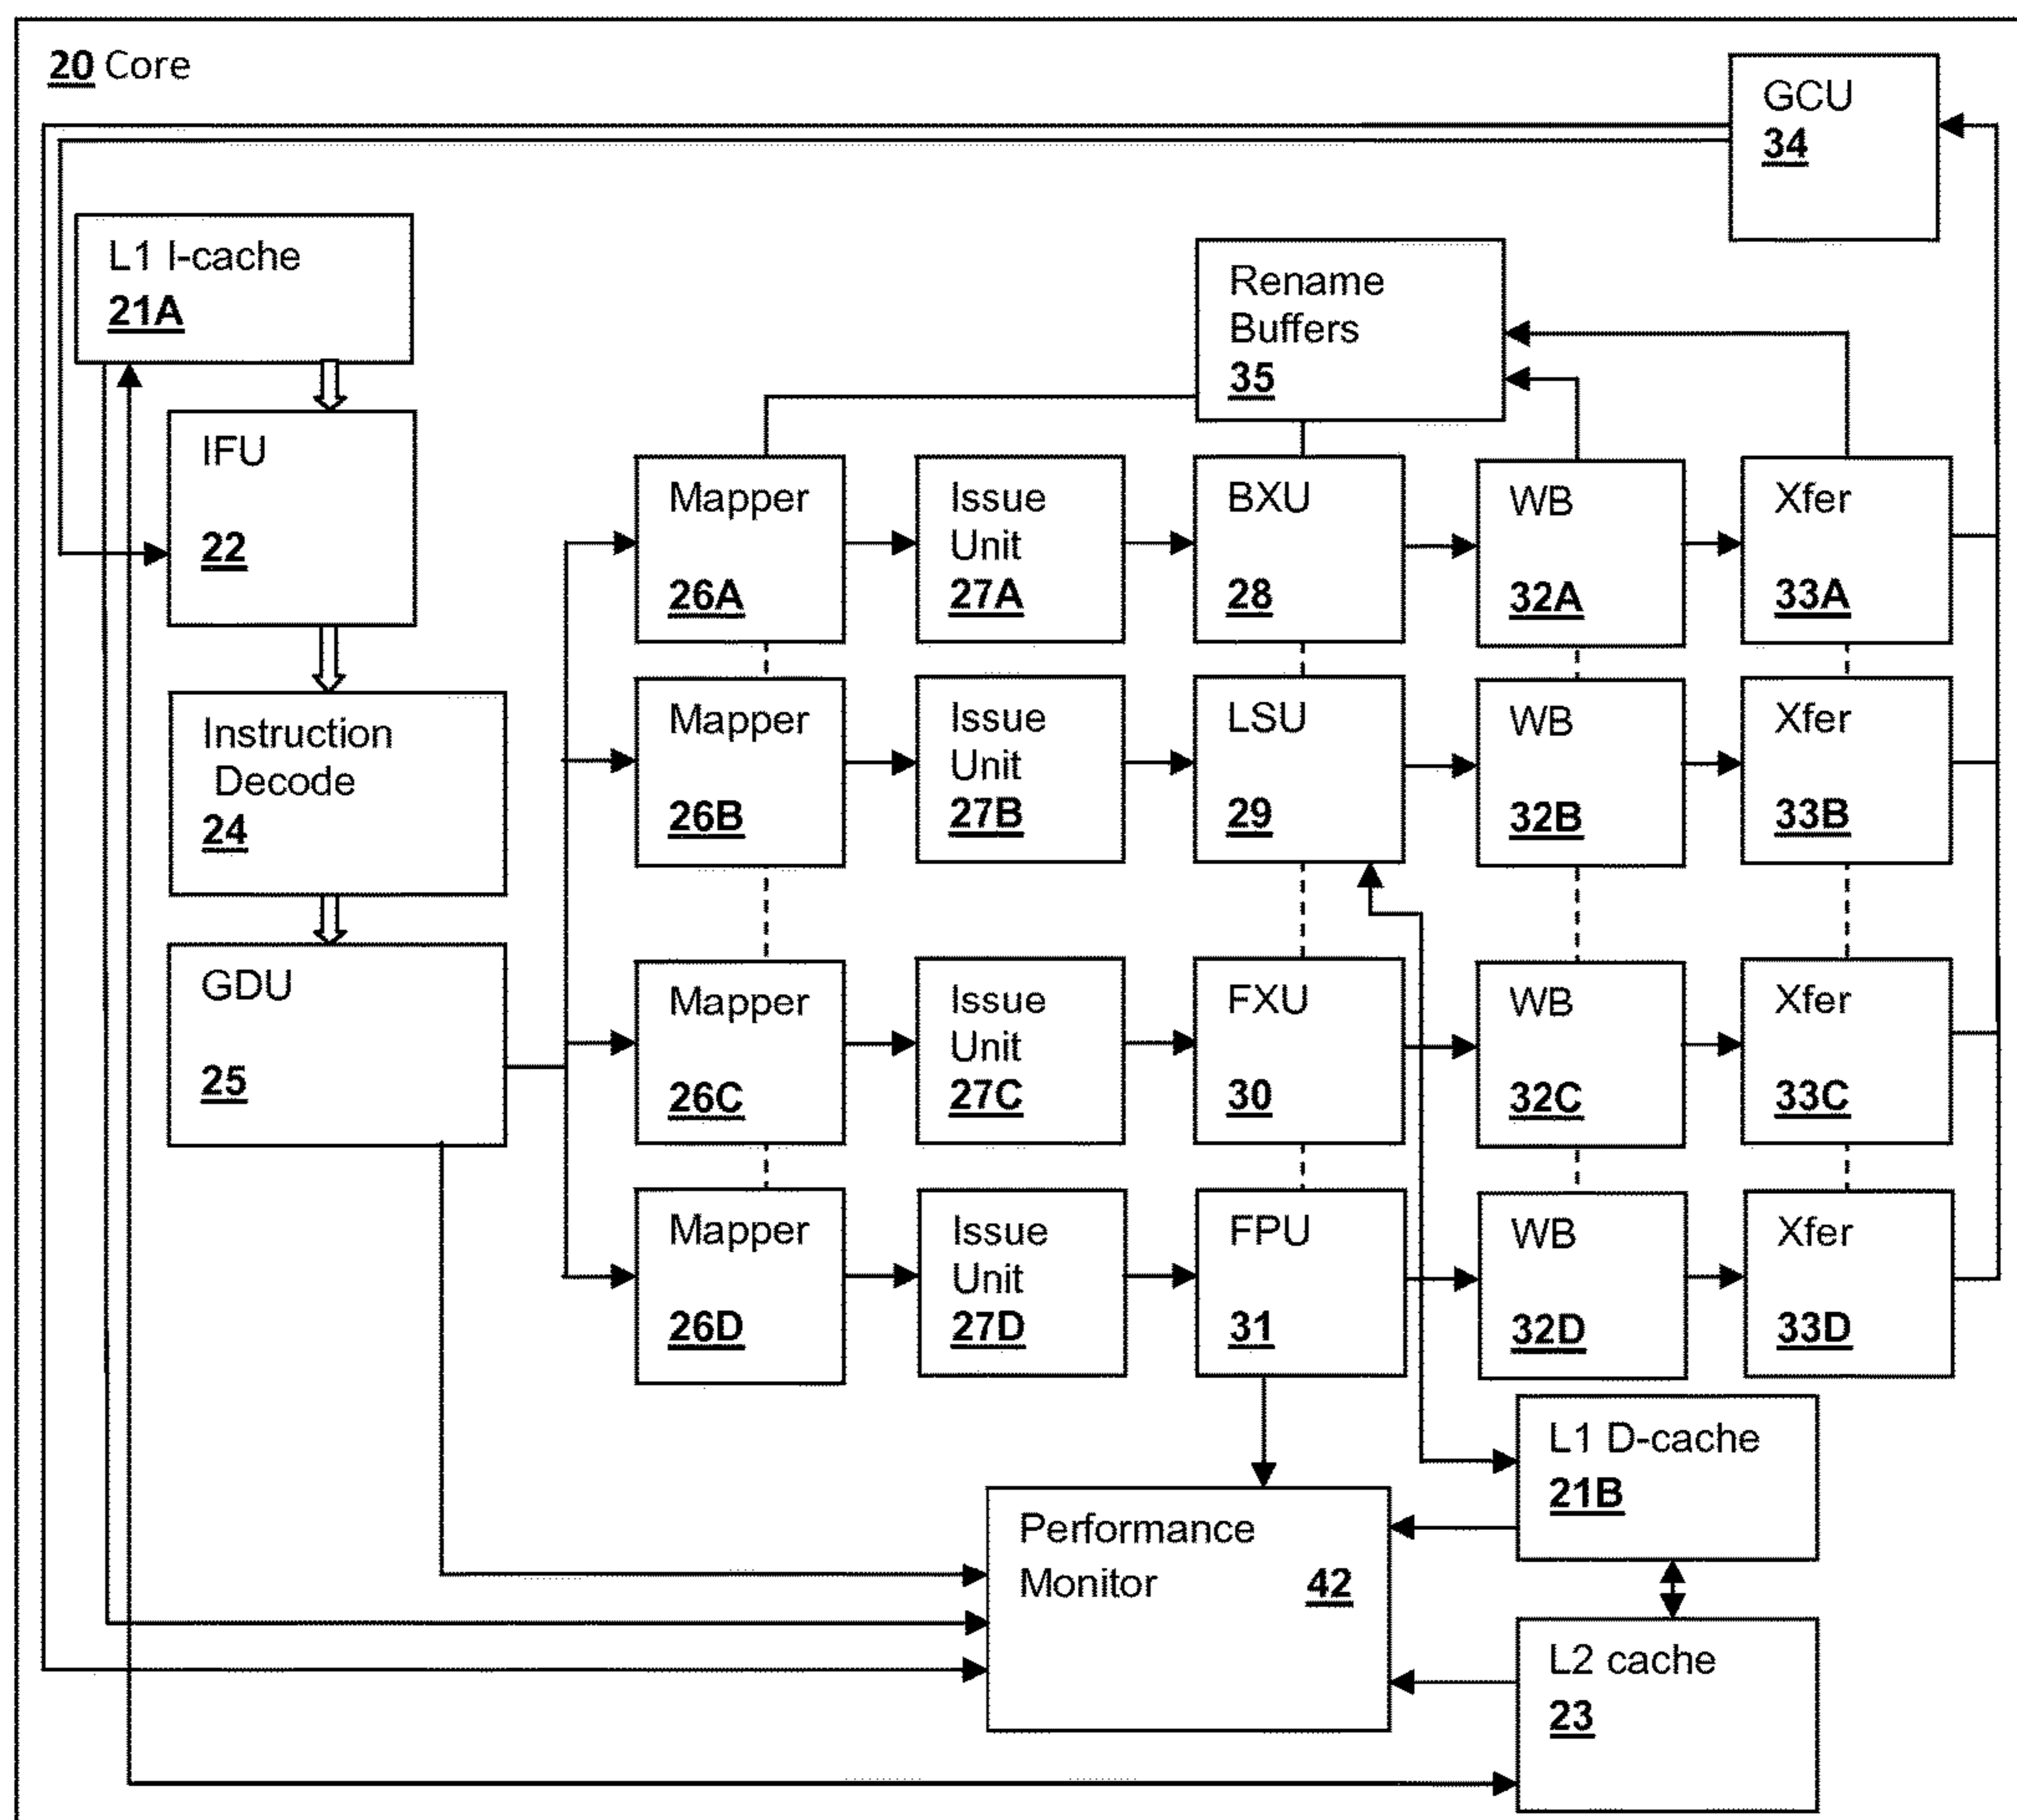 20 Core
GCU
34
L1 I-cache
21A
Rename
Buffers
35
IFU
22
Mapper
26A
Issue
Unit
27A
BXU
28
WB
32A
Xfer
33A
Instruction
Decode
24
Mapper
26B
Issue
Unit
27B
LSU
29
WB
32B
Xfer
33B
GDU
25
Mapper
26C
Issue
Unit
27C
FXU
30
WB
32C
Xfer
33C
Mapper
26D
Issue
Unit
27D
FPU
31
WB
32D
Xfer
33D
L1 D-cache
21B
Performance
Monitor 42
L2 cache
23